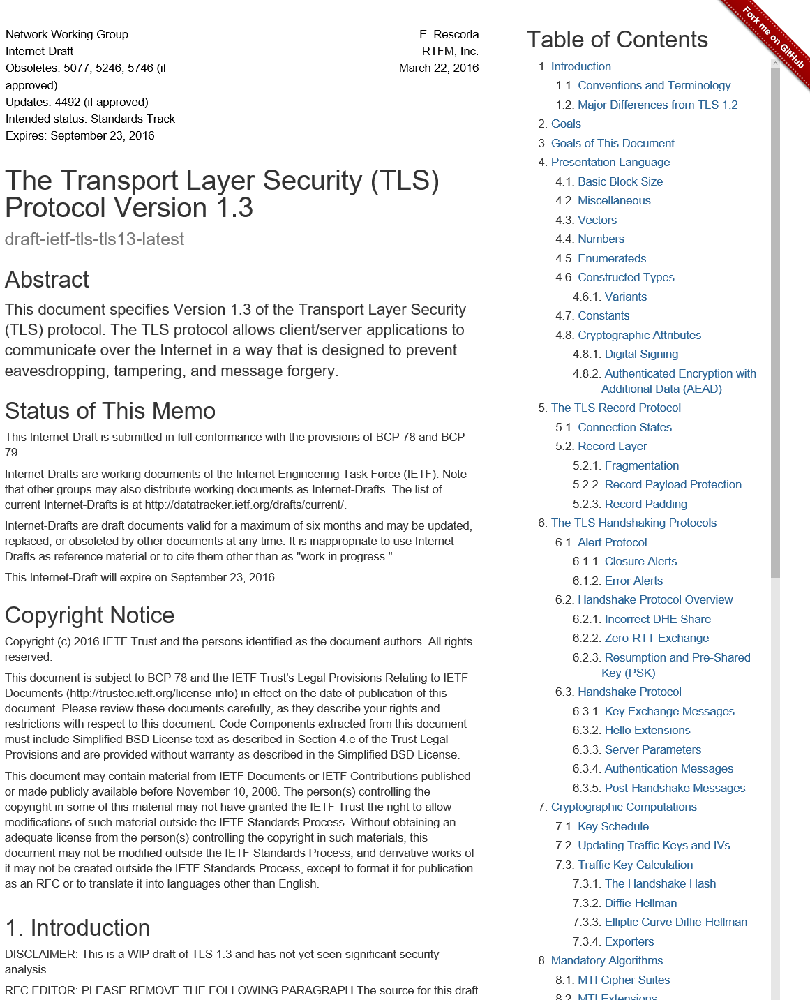 Network Working Group
Internet-Draft
Obsoletes: 5077, 5246, 5746 (if
approved)
Updates: 4492 (if approved)
Intended status: Standards Track
Expires: September 23, 2016
E. Rescorla
RTFM, Inc.
March 22, 2016
The Transport Layer Security (TLS)
Protocol Version 1.3
draft-ietf-tls-tls13-latest
Abstract
This document specifies Version 1.3 of the Transport Layer Security
(TLS) protocol. The TLS protocol allows client/server applications to
communicate over the Internet in a way that is designed to prevent
eavesdropping, tampering, and message forgery.
Status of This Memo
This Internet-Draft is submitted in full conformance with the provisions of BCP 78 and BCP
79.
Internet-Drafts are working documents of the Internet Engineering Task Force (IETF). Note
that other groups may also distribute working documents as Internet-Drafts. The list of
current Internet-Drafts is at http://datatracker.ietf.org/drafts/current/.
Internet-Drafts are draft documents valid for a maximum of six months and may be updated,
replaced, or obsoleted by other documents at any time. It is inappropriate to use Internet-
Drafts as reference material or to cite them other than as "work in progress."
This Internet-Draft will expire on September 23, 2016.
Copyright Notice
Copyright (c) 2016 IETF Trust and the persons identified as the document authors. All rights
reserved.
This document is subject to BCP 78 and the IETF Trust's Legal Provisions Relating to IETF
Documents (http://trustee.ietf.org/license-info) in effect on the date of publication of this
document. Please review these documents carefully, as they describe your rights and
restrictions with respect to this document. Code Components extracted from this document
must include Simplified BSD License text as described in Section 4.e of the Trust Legal
Provisions and are provided without warranty as described in the Simplified BSD License.
This document may contain material from IETF Documents or IETF Contributions published
or made publicly available before November 10, 2008. The person(s) controlling the
copyright in some of this material may not have granted the IETF Trust the right to allow
modifications of such material outside the IETF Standards Process. Without obtaining an
adequate license from the person(s) controlling the copyright in such materials, this
document may not be modified outside the IETF Standards Process, and derivative works of
it may not be created outside the IETF Standards Process, except to format it for publication
as an RFC or to translate it into languages other than English.
1. Introduction
DISCLAIMER: This is a WIP draft of TLS 1.3 and has not yet seen significant security
analysis.
RFC EDITOR: PLEASE REMOVE THE FOLLOWING PARAGRAPH The source for this draft
Table of Contents
1. Introduction
1.1. Conventions and Terminology
1.2. Major Differences from TLS 1.2
2. Goals
3. Goals of This Document
4. Presentation Language
4.1. Basic Block Size
4.2. Miscellaneous
4.3. Vectors
4.4. Numbers
4.5. Enumerateds
4.6. Constructed Types
4.6.1. Variants
4.7. Constants
4.8. Cryptographic Attributes
4.8.1. Digital Signing
4.8.2. Authenticated Encryption with
Additional Data (AEAD)
5. The TLS Record Protocol
5.1. Connection States
5.2. Record Layer
5.2.1. Fragmentation
5.2.2. Record Payload Protection
5.2.3. Record Padding
6. The TLS Handshaking Protocols
6.1. Alert Protocol
6.1.1. Closure Alerts
6.1.2. Error Alerts
6.2. Handshake Protocol Overview
6.2.1. Incorrect DHE Share
6.2.2. Zero-RTT Exchange
6.2.3. Resumption and Pre-Shared
Key (PSK)
6.3. Handshake Protocol
6.3.1. Key Exchange Messages
6.3.2. Hello Extensions
6.3.3. Server Parameters
6.3.4. Authentication Messages
6.3.5. Post-Handshake Messages
7. Cryptographic Computations
7.1. Key Schedule
7.2. Updating Traffic Keys and IVs
7.3. Traffic Key Calculation
7.3.1. The Handshake Hash
7.3.2. Diffie-Hellman
7.3.3. Elliptic Curve Diffie-Hellman
7.3.4. Exporters
8. Mandatory Algorithms
8.1. MTI Cipher Suites
8.2. MTI Extensions
Fork me on GitHub